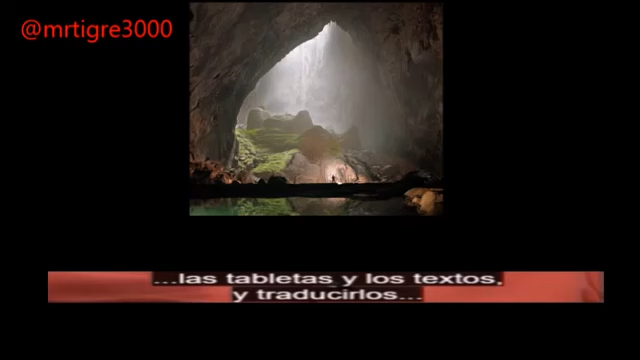 @mrtigre3000
...las tabletas y los textos,
y traducirlos...